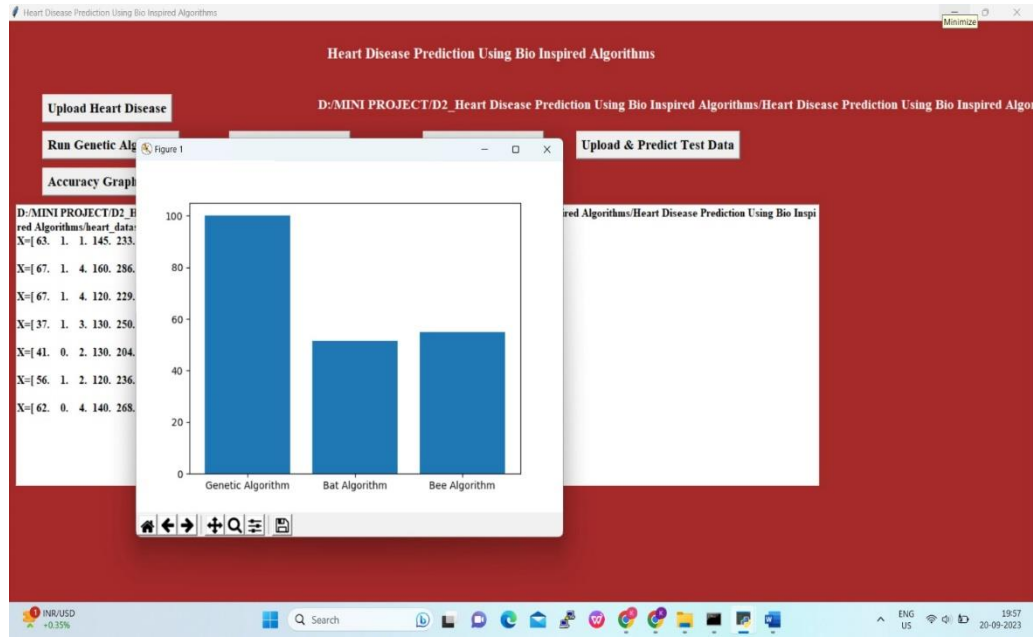 Heart Disease Prediction Using Bio Inspired Algorithms
Minimize
Heart Disease Prediction Using Bio Inspired Algorithms
Upload Heart Disease
D:/MINI PROJECT/D2_Heart Disease Prediction Using Bio Inspired Algorithms/Heart Disease Prediction Using Bio Inspired Algo
Run Genetic Alg
Upload & Predict Test Data
Accuracy Graph
Figure 1
D:/MINI PROJECT/D2_H
ired Algorithms/Heart Disease Prediction Using Bio Inspi
red Algorithms/heart_datas
X=[ 63. 1. 1. 145. 233.
X=[ 67. 1. 4. 160. 286.
X=[ 67. 1. 4. 120. 229.
X=[ 37. 1. 3. 130. 250.
X=[ 41. 0. 2. 130. 204.
X=[ 56. 1. 2. 120. 236.
X=[ 62. 0. 4. 140. 268.
100
80
60
40
20
0
Genetic Algorithm Bat Algorithm Bee Algorithm
1
INR/USD
+0.35%
Search
ENG
US
19:57
20-09-2023